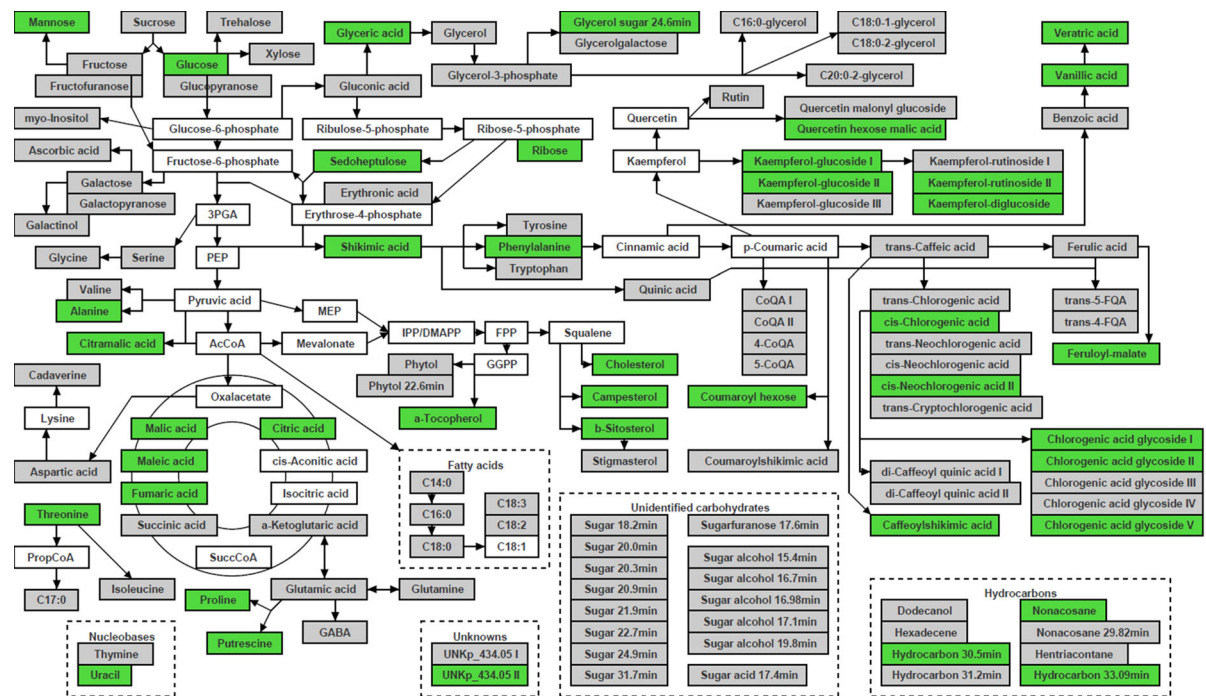 Mannose
Sucrose
Trehalose
Glyceric acid
Glycerol
Glycerol sugar 24.6min
Glycerolgalactose
C16:0-glycerol
C18:0-1-glycerol
C18:0-2-glycerol
Veratric acid
Fructose
Fructofuranose
Glucose
Glucopyranose
Xylose
Gluconic acid
Glycerol-3-phosphate
C20:0-2-glycerol
Vanillic acid
Rutin
myo-Inositol
Glucose-6-phosphate
Ribulose-5-phosphate
Ribose-5-phosphate
Ribose
Quercetin
Quercetin malonyl glucoside
Quercetin hexose malic acid
Benzoic acid
Ascorbic acid
Fructose-6-phosphate
Sedoheptulose
Kaempferol
Kaempferol-glucoside I
Kaempferol-glucoside II
Kaempferol-glucoside III
Kaempferol-rutinoside I
Kaempferol-rutinoside II
Kaempferol-diglucoside
Galactose
Galactopyranose
Galactinol
Erythronic acid
Erythrose-4-phosphate
3PGA
Glycine
Serine
PEP
Shikimic acid
Tyrosine
Phenylalanine
Tryptophan
Cinnamic acid
p-Coumaric acid
trans-Caffeic acid
Ferulic acid
Quinic acid
Valine
Alanine
Pyruvic acid
MEP
CoQA I
CoQA II
4-CoQA
5-CoQA
trans-Chlorogenic acid
cis-Chlorogenic acid
trans-Neochlorogenic acid
cis-Neochlorogenic acid
cis-Neochlorogenic acid II
trans-Cryptochlorogenic acid
trans-5-FQA
trans-4-FQA
Feruloyl-malate
Citramalic acid
AcCoA
Mevalonate
IPP/DMAPP
FPP
Squalene
GGPP
Phytol
Phytol 22.6min
Cholesterol
Cadaverine
Lysine
Oxalacetate
a-Tocopherol
Campesterol
b-Sitosterol
Stigmasterol
Coumaroyl hexose
Coumaroylshikimic acid
Malic acid
Citric acid
Maleic acid
cis-Aconitic acid
Aspartic acid
Fumaric acid
Isocitric acid
Succinic acid
a-Ketoglutaric acid
SuccCoA
Threonine
PropCoA
C17:0
Isoleucine
Fatty acids
C14:0
C16:0
C18:0
C18:3
C18:2
C18:1
Chlorogenic acid glycoside I
Chlorogenic acid glycoside II
Chlorogenic acid glycoside III
Chlorogenic acid glycoside IV
Chlorogenic acid glycoside V
di-Caffeoyl quinic acid I
di-Caffeoyl quinic acid II
Caffeoylshikimic acid
Proline
Putrescine
Glutamic acid
Glutamine
GABA
Nucleobases
Thymine
Uracil
Unknowns
UNKp_434.05 I
UNKp_434.05 II
Unidentified carbohydrates
Sugar 18.2min
Sugar 20.0min
Sugar 20.3min
Sugar 20.9min
Sugar 21.9min
Sugar 22.7min
Sugar 24.9min
Sugar 31.7min
Sugarfuranose 17.6min
Sugar alcohol 15.4min
Sugar alcohol 16.7min
Sugar alcohol 16.98min
Sugar alcohol 17.1min
Sugar alcohol 19.8min
Sugar acid 17.4min
Hydrocarbons
Dodecanol
Hexadecene
Hydrocarbon 30.5min
Hydrocarbon 31.2min
Nonacosane
Nonacosane 29.82min
Hentriacontane
Hydrocarbon 33.09min